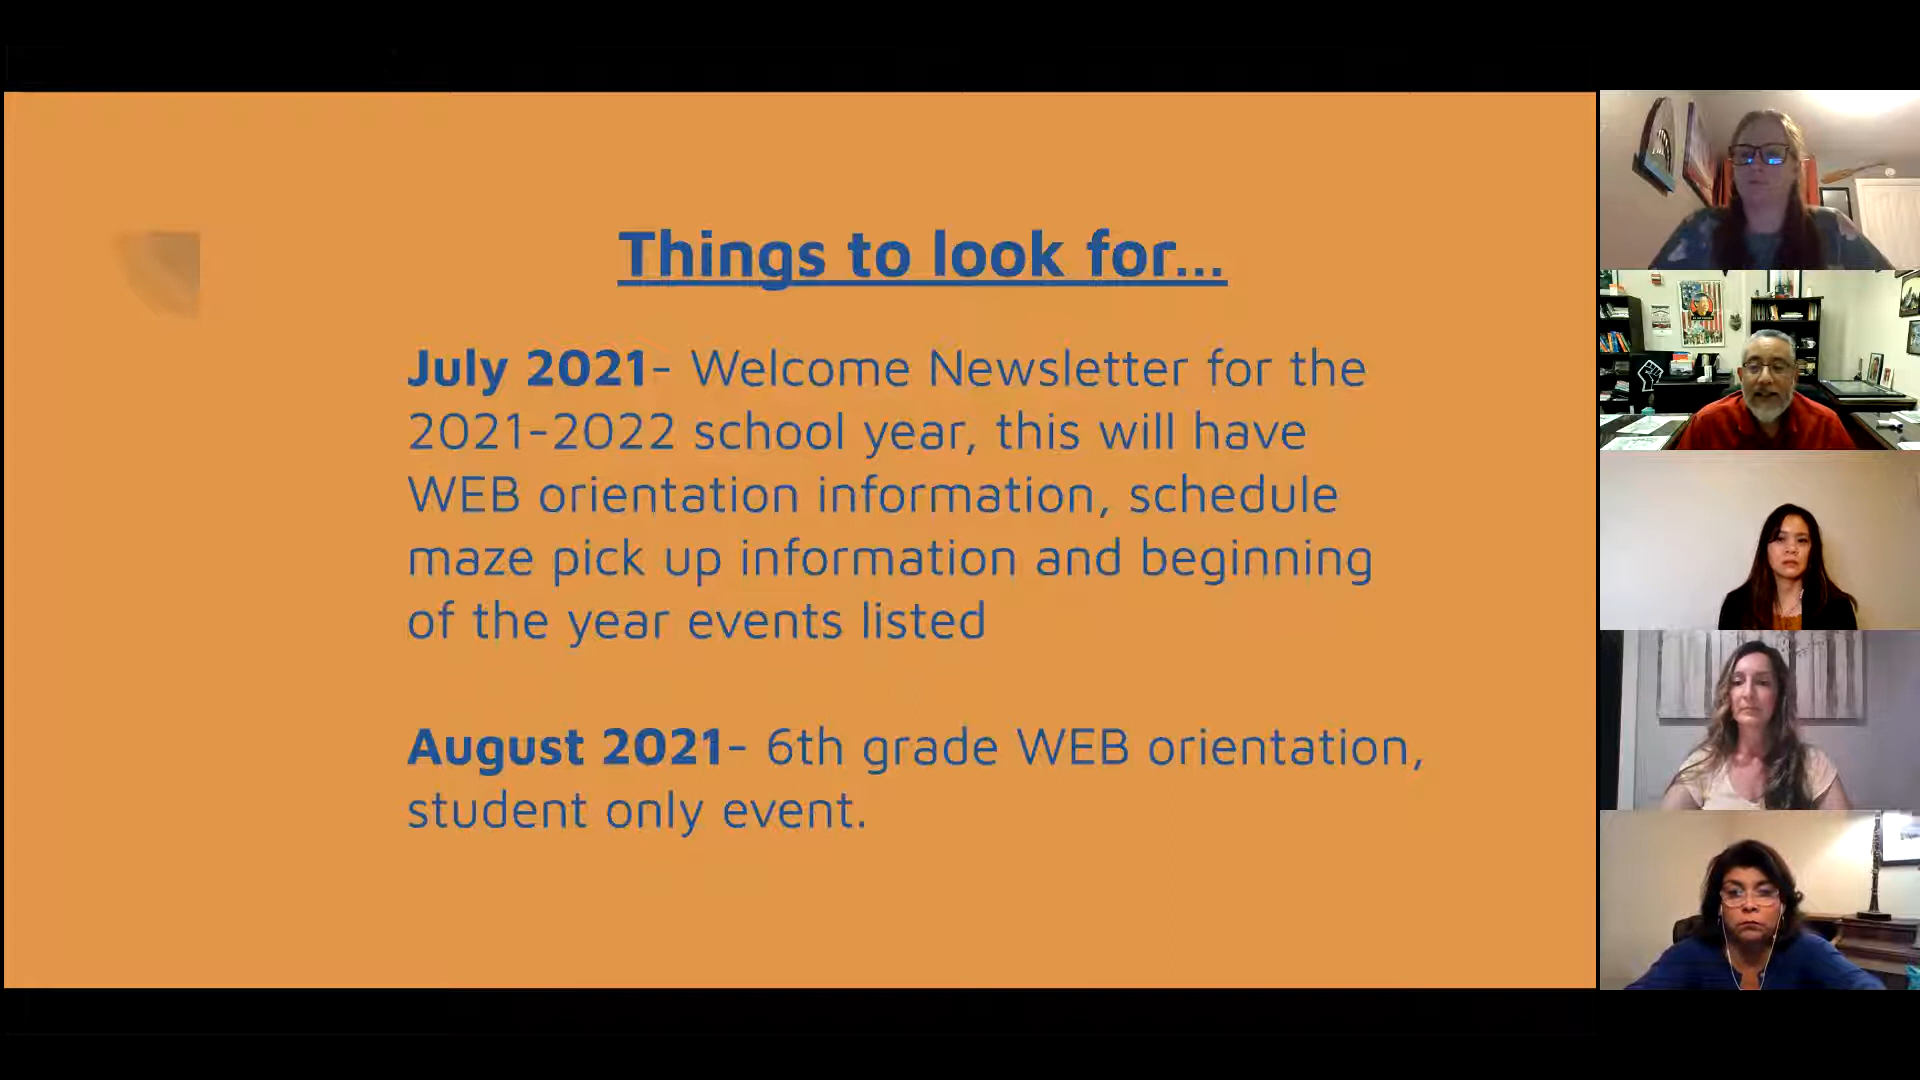 Things to look for...
July 2021- Welcome Newsletter for the
2021-2022 school year, this will have
WEB orientation information, schedule
maze pick up information and beginning
of the year events listed
August 2021- 6th grade WEB orientation,
student only event.